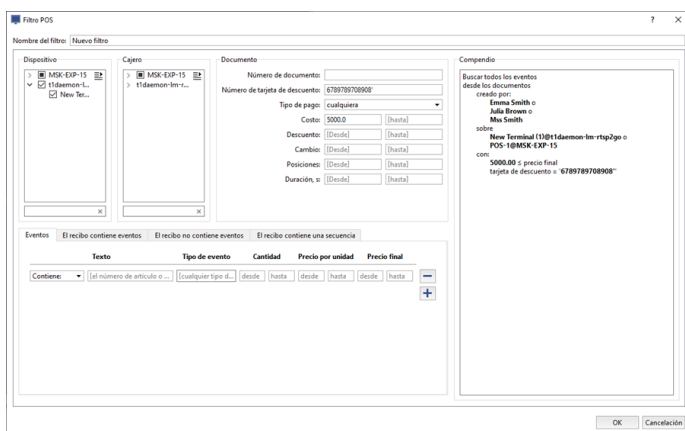 Filtro POS
Nombre del filtro: Nuevo filtro
Dispositivo
MSK-EXP-15
t1daemon-lm-r...
New Ter...
Cajero
MSK-EXP-15
t1daemon-lm-r...
Documento
Número de documento:
Número de tarjeta de descuento: 6789789708908'
Tipo de pago: cualquiera
Costo: 5000.0 [hasta]
Descuento: [Desde] [hasta]
Cambio: [Desde] [hasta]
Posiciones: [Desde] [hasta]
Duración, s: [Desde] [hasta]
Compendio
Buscar todos los eventos
desde los documentos
creado por:
Emma Smith o
Julia Brown o
Mss Smith
sobre
New Terminal (1)@t1daemon-lm-rtsp2go o
POS-1@MSK-EXP-15
con:
5000.00 ≤ precio final
tarjeta de descuento = '6789789708908''
Eventos El recibo contiene eventos El recibo no contiene eventos El recibo contiene una secuencia
Texto Tipo de evento Cantidad Precio por unidad Precio final
Contiene: [el número de artículo o ... [cualquier tipo d... desde hasta desde hasta desde hasta
OK Cancelación